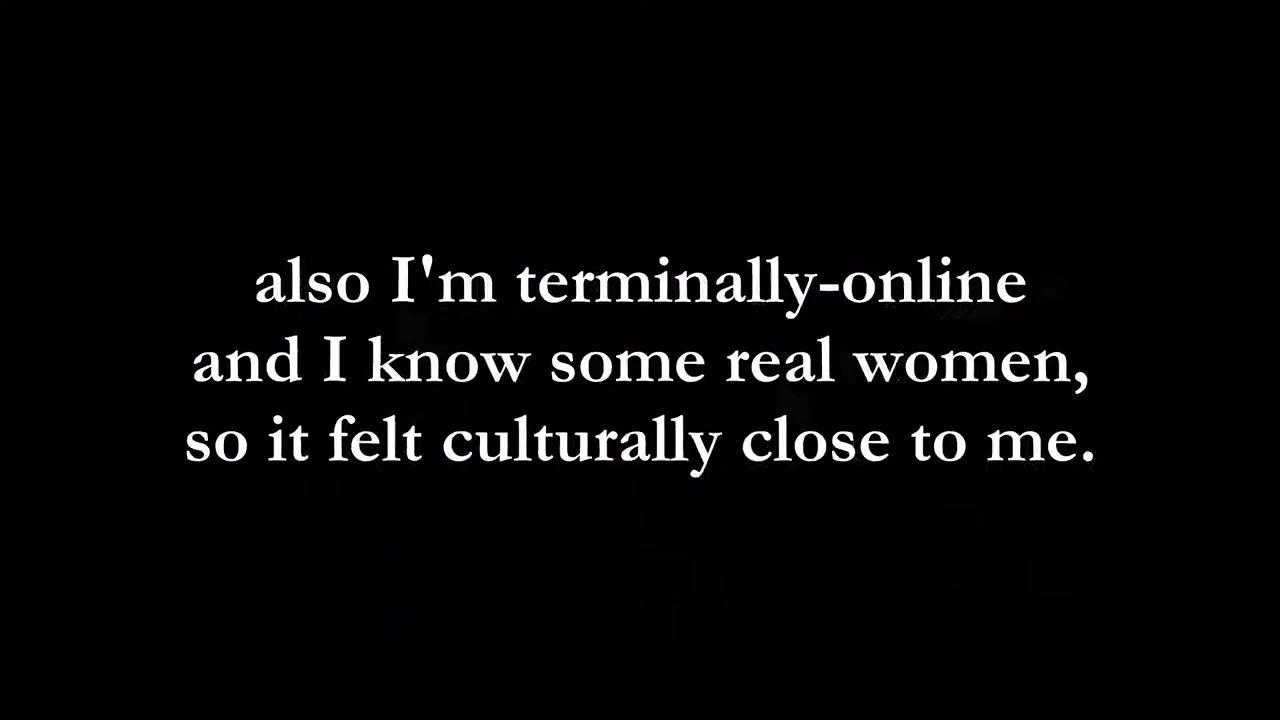 also I'm terminally-online
and I know some real women,
so it felt culturally close to me.